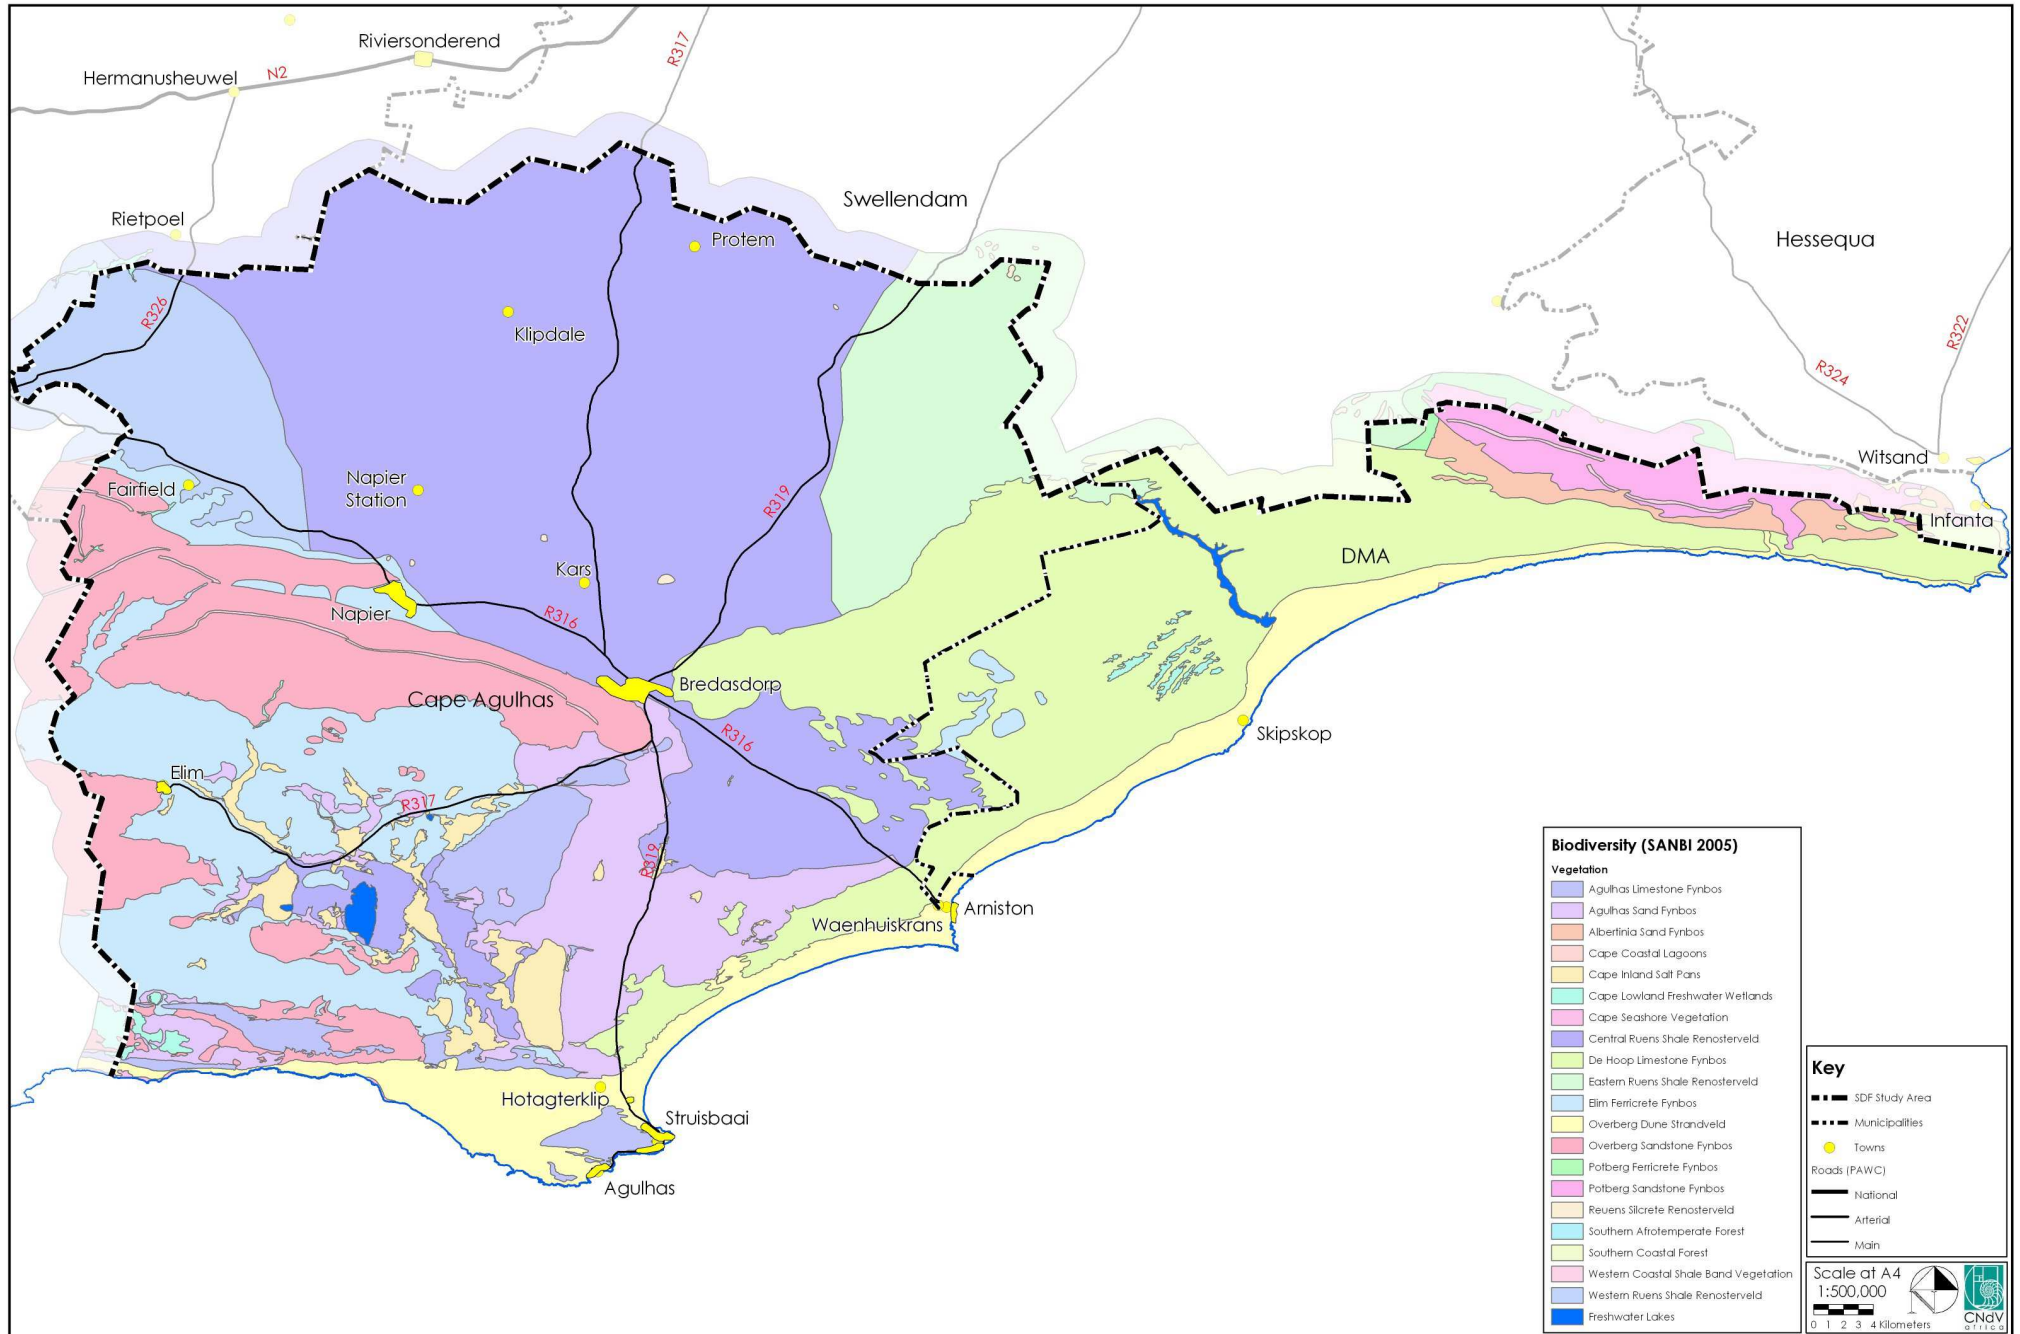 Riviersonderend
Hermanusheuwel
N2
R317
Swellendam
Rietpoel
Protem
Hessequa
R326
Klipdale
R322
R324
Napier
Station
Fairfield
R319
Witsand
Infanta
DMA
Kars
Napier
R316
Bredasdorp
Cape Agulhas
R316
Skipskop
Elim
R317
R319
Waenhuiskrans
Arniston
Hotagterklip
Struisbaai
Agulhas
Biodiversity (SANBI 2005)
Vegetation
Agulhas Limestone Fynbos
Agulhas Sand Fynbos
Albertinia Sand Fynbos
Cape Coastal Lagoons
Cape Inland Salt Pans
Cape Lowland Freshwater Wetlands
Cape Seashore Vegetation
Central Ruens Shale Renosterveld
De Hoop Limestone Fynbos
Eastern Ruens Shale Renosterveld
Elim Ferricrete Fynbos
Overberg Dune Strandveld
Overberg Sandstone Fynbos
Potberg Ferricrete Fynbos
Potberg Sandstone Fynbos
Reuens Silcrete Renosterveld
Southern Afrotemperate Forest
Southern Coastal Forest
Western Coastal Shale Band Vegetation
Western Ruens Shale Renosterveld
Freshwater Lakes
Key
SDF Study Area
Municipalities
Towns
Roads (PAWC)
National
Arterial
Main
Scale at A4
1:500,000
0 1 2 3 4 Kilometers
CNdV
africa